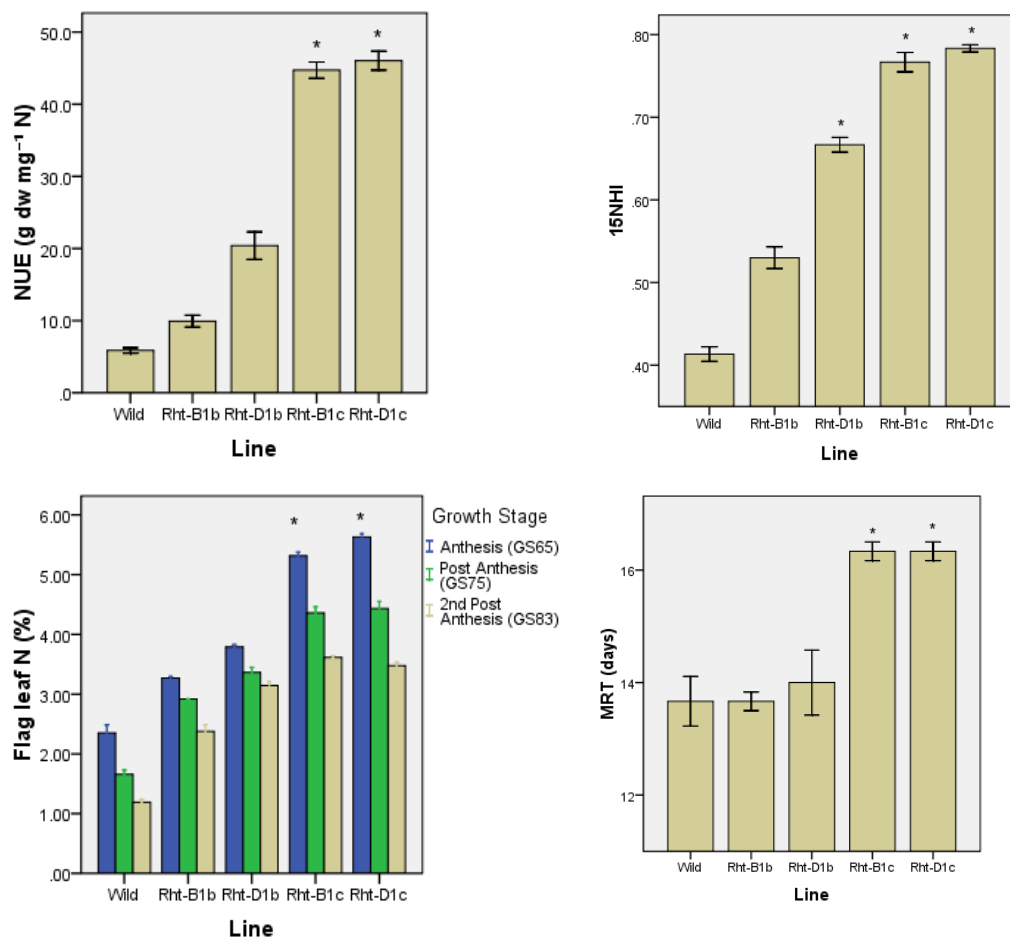 NUE (g dw mg⁻¹ N)
50.0
40.0
30.0
20.0
10.0
.0
* *
Wild Rht-B1b Rht-D1b Rht-B1c Rht-D1c
Line
15NHI
.80
.70
.60
.50
.40
* * *
Wild Rht-B1b Rht-D1b Rht-B1c Rht-D1c
Line
Flag leaf N (%)
6.00
5.00
4.00
3.00
2.00
1.00
.00
* *
Wild Rht-B1b Rht-D1b Rht-B1c Rht-D1c
Line
Growth Stage
Anthesis (GS65)
Post Anthesis
(GS75)
2nd Post
Anthesis (GS83)
MRT (days)
16
14
12
* *
Wild Rht-B1b Rht-D1b Rht-B1c Rht-D1c
Line